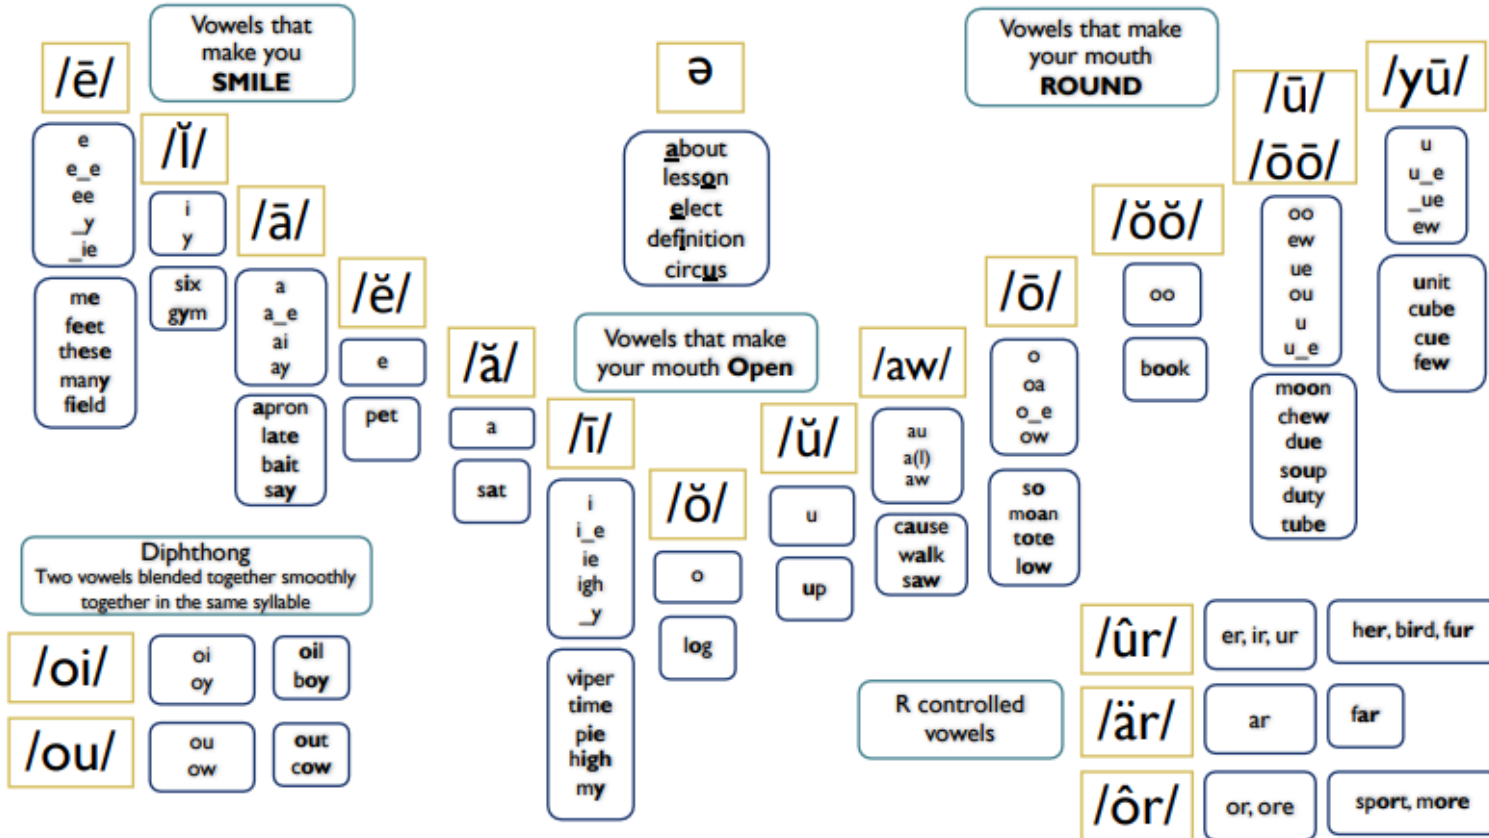 Vowels that
make you
SMILE
/ē/
e
e_e
ee
_y
_ie
me
feet
these
many
field
/ĭ/
i
y
six
gym
/ā/
a
a_e
ai
ay
apron
late
bait
say
/ĕ/
e
pet
/ă/
a
sat
ə
about
lesson
elect
definition
circus
Vowels that make
your mouth Open
/ī/
i
i_e
ie
igh
_y
viper
time
pie
high
my
/ŏ/
o
log
/ŭ/
u
up
/aw/
au
a(l)
aw
cause
walk
saw
Vowels that make
your mouth
ROUND
/ō/
o
oa
o_e
ow
so
moan
tote
low
/ŏŏ/
oo
book
/ū/
/ōō/
oo
ew
ue
ou
u
u_e
moon
chew
due
soup
duty
tube
/yū/
u
u_e
_ue
ew
unit
cube
cue
few
Diphthong
Two vowels blended together smoothly
together in the same syllable
/oi/
oi
oy
oil
boy
/ou/
ou
ow
out
cow
R controlled
vowels
/ûr/
er, ir, ur
her, bird, fur
/är/
ar
far
/ôr/
or, ore
sport, more